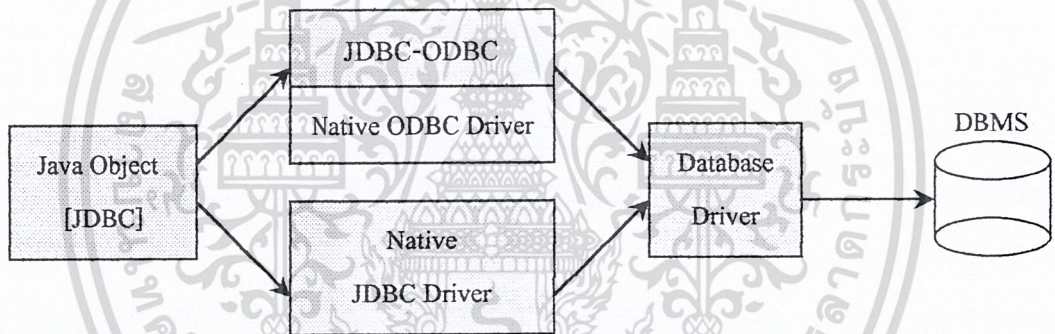 JDBC-ODBC
Native ODBC Driver
Java Object
[JDBC]
Native
JDBC Driver
Database
Driver
DBMS